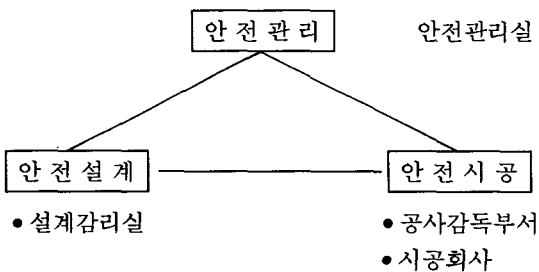 안 전 관 리 안전관리실
안 전 설 계 안 전 시 공
● 설계감리실 ● 공사감독부서
● 시공회사